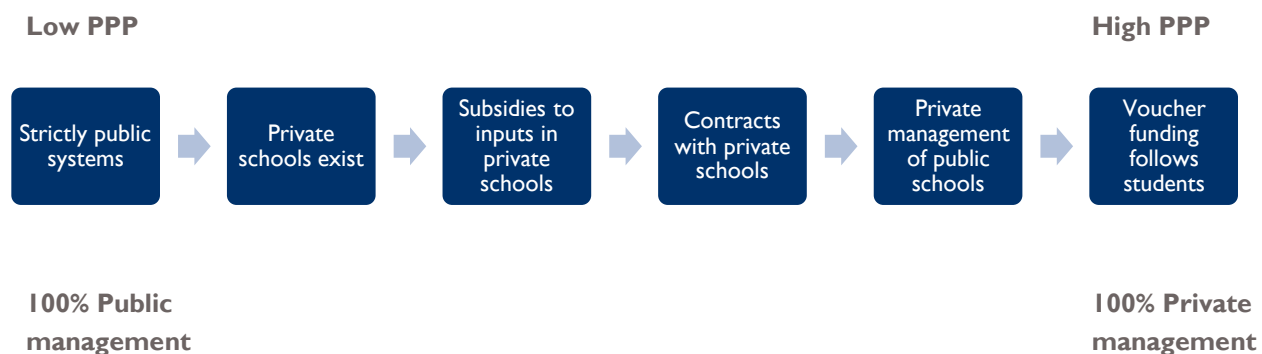 Low PPP
High PPP
Strictly public
systems
Private
schools exist
Subsidies to
inputs in
private
schools
Contracts
with private
schools
Private
management
of public
schools
Voucher
funding
follows
students
100% Public
management
100% Private
management